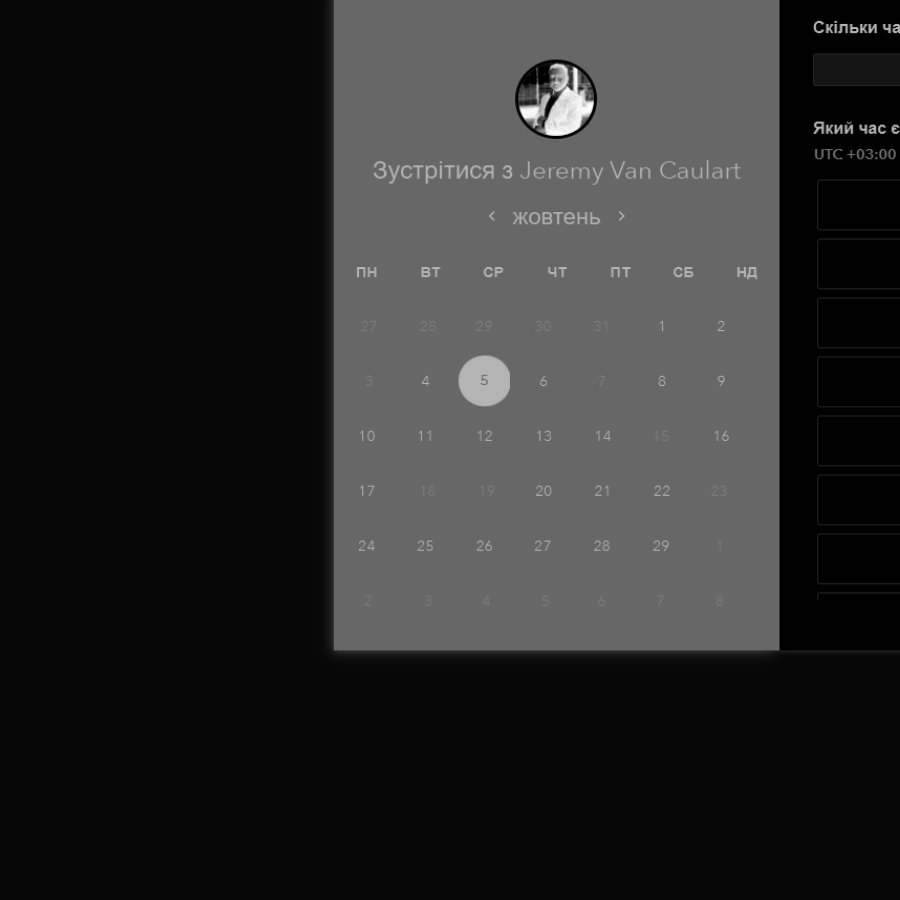 Зустрітися з Jeremy Van Caulart
жовтень
ПН ВТ СР ЧТ ПТ СБ НД
27 28 29 30 31 1 2
3 4 5 6 7 8 9
10 11 12 13 14 15 16
17 18 19 20 21 22 23
24 25 26 27 28 29 1
2 3 4 5 6 7 8
Скільки ча
Який час є
UTC +03:00